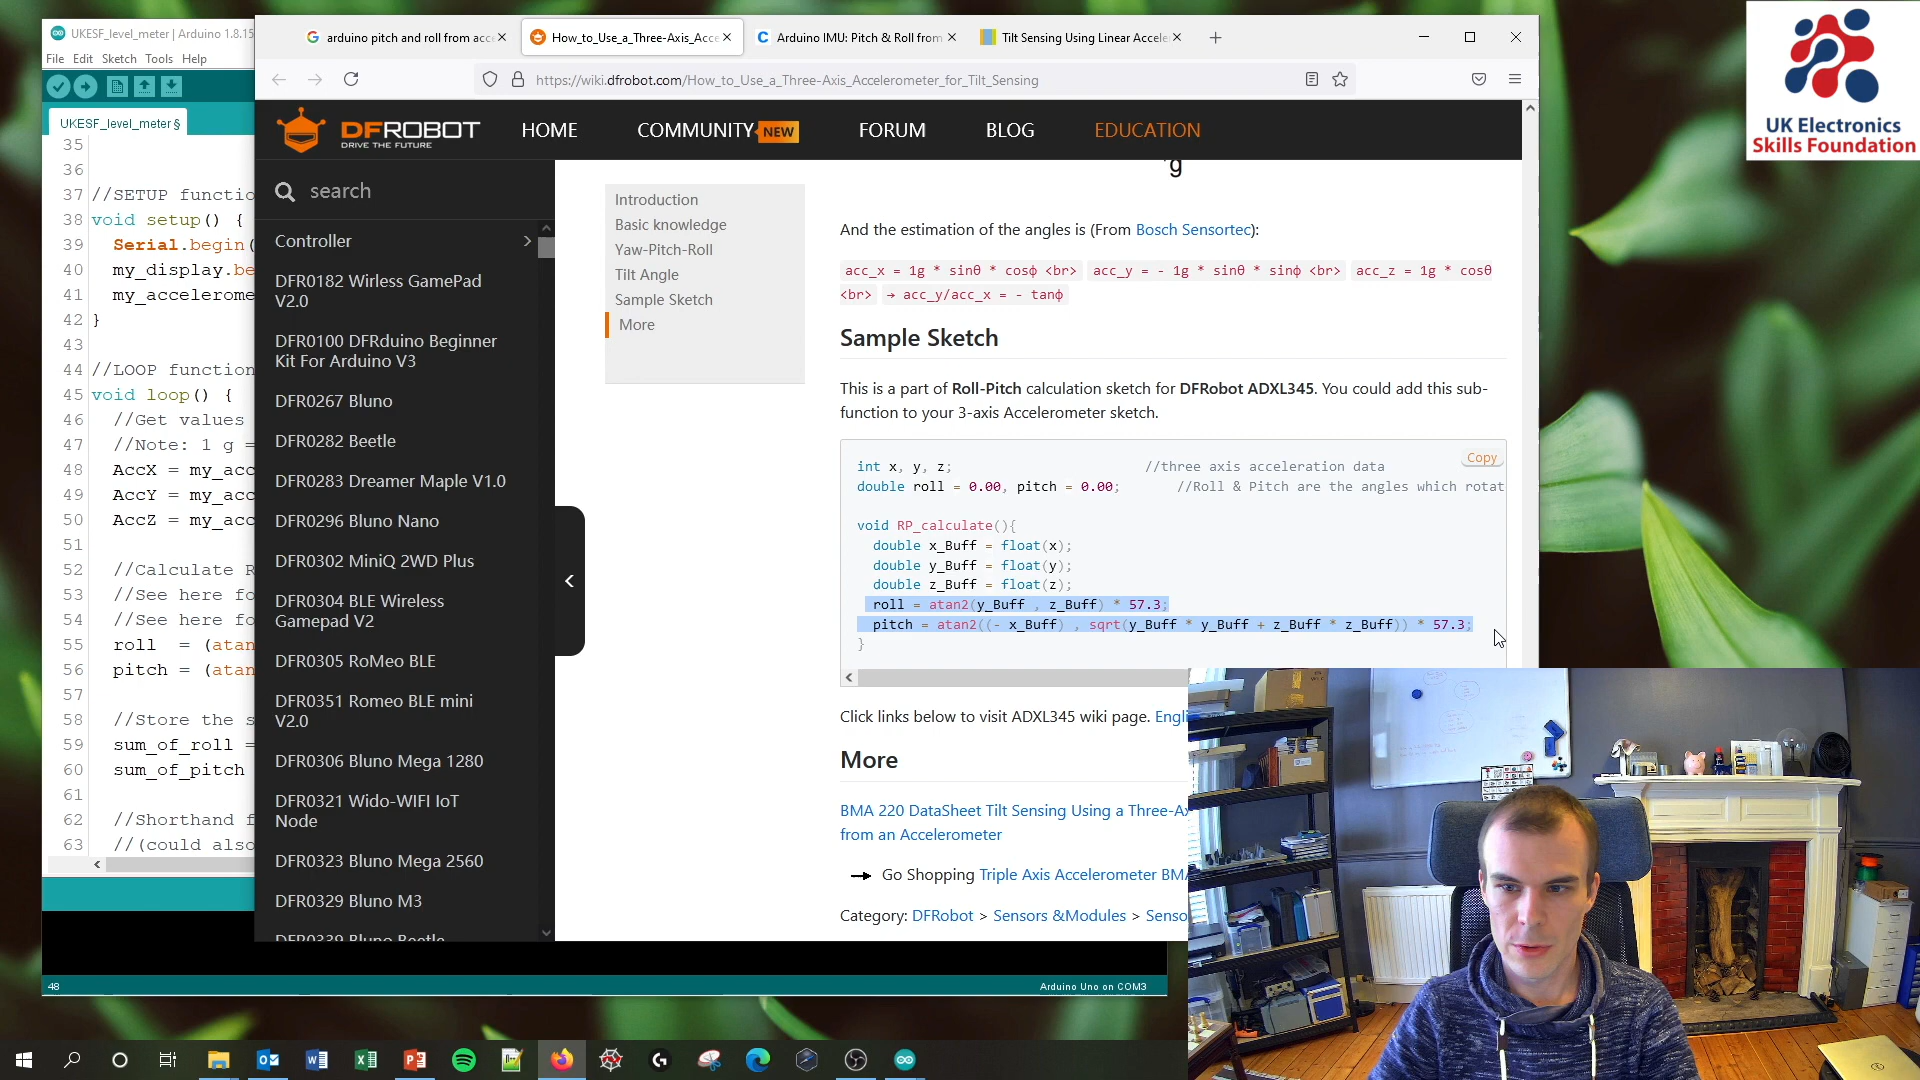 UKESF_level_meter | Arduino 1.8.15
File Edit Sketch Tools Help
UKESF_level_meter §
35
36
37 //SETUP functio
38 void setup() {
39 Serial.begin(
40 my_display.be
41 my_accelerome
42 }
43
44 //LOOP function
45 void loop() {
46 //Get values
47 //Note: 1 g =
48 AccX = my_acc
49 AccY = my_acc
50 AccZ = my_acc
51
52 //Calculate R
53 //See here fo
54 //See here fo
55 roll = (atan
56 pitch = (atan
57
58 //Store the s
59 sum_of_roll =
60 sum_of_pitch
61
62 //Shorthand f
63 //(could also
48
Arduino Uno on COM3
arduino pitch and roll from acc
How_to_Use_a_Three-Axis_Acce
Arduino IMU: Pitch & Roll from
Tilt Sensing Using Linear Accele
https://wiki.dfrobot.com/How_to_Use_a_Three-Axis_Accelerometer_for_Tilt_Sensing
DFROBOT
DRIVE THE FUTURE
HOME COMMUNITY NEW FORUM BLOG EDUCATION
search
Controller
DFR0182 Wirless GamePad
V2.0
DFR0100 DFRduino Beginner
Kit For Arduino V3
DFR0267 Bluno
DFR0282 Beetle
DFR0283 Dreamer Maple V1.0
DFR0296 Bluno Nano
DFR0302 MiniQ 2WD Plus
DFR0304 BLE Wireless
Gamepad V2
DFR0305 RoMeo BLE
DFR0351 Romeo BLE mini
V2.0
DFR0306 Bluno Mega 1280
DFR0321 Wido-WIFI IoT
Node
DFR0323 Bluno Mega 2560
DFR0329 Bluno M3
DFR0339 Bluno Beetle
Introduction
Basic knowledge
Yaw-Pitch-Roll
Tilt Angle
Sample Sketch
More
g
And the estimation of the angles is (From Bosch Sensortec):
acc_x = 1g * sinθ * cosϕ <br> acc_y = - 1g * sinθ * sinϕ <br> acc_z = 1g * cosθ
<br> → acc_y/acc_x = - tanϕ
Sample Sketch
This is a part of Roll-Pitch calculation sketch for DFRobot ADXL345. You could add this sub-
function to your 3-axis Accelerometer sketch.
Copy
int x, y, z; //three axis acceleration data
double roll = 0.00, pitch = 0.00; //Roll & Pitch are the angles which rotat
void RP_calculate(){
double x_Buff = float(x);
double y_Buff = float(y);
double z_Buff = float(z);
roll = atan2(y_Buff , z_Buff) * 57.3;
pitch = atan2((- x_Buff) , sqrt(y_Buff * y_Buff + z_Buff * z_Buff)) * 57.3;
}
Click links below to visit ADXL345 wiki page. Engli
More
BMA 220 DataSheet Tilt Sensing Using a Three-Ax
from an Accelerometer
Go Shopping Triple Axis Accelerometer BMA
Category: DFRobot > Sensors &Modules > Senso
UK Electronics
Skills Foundation